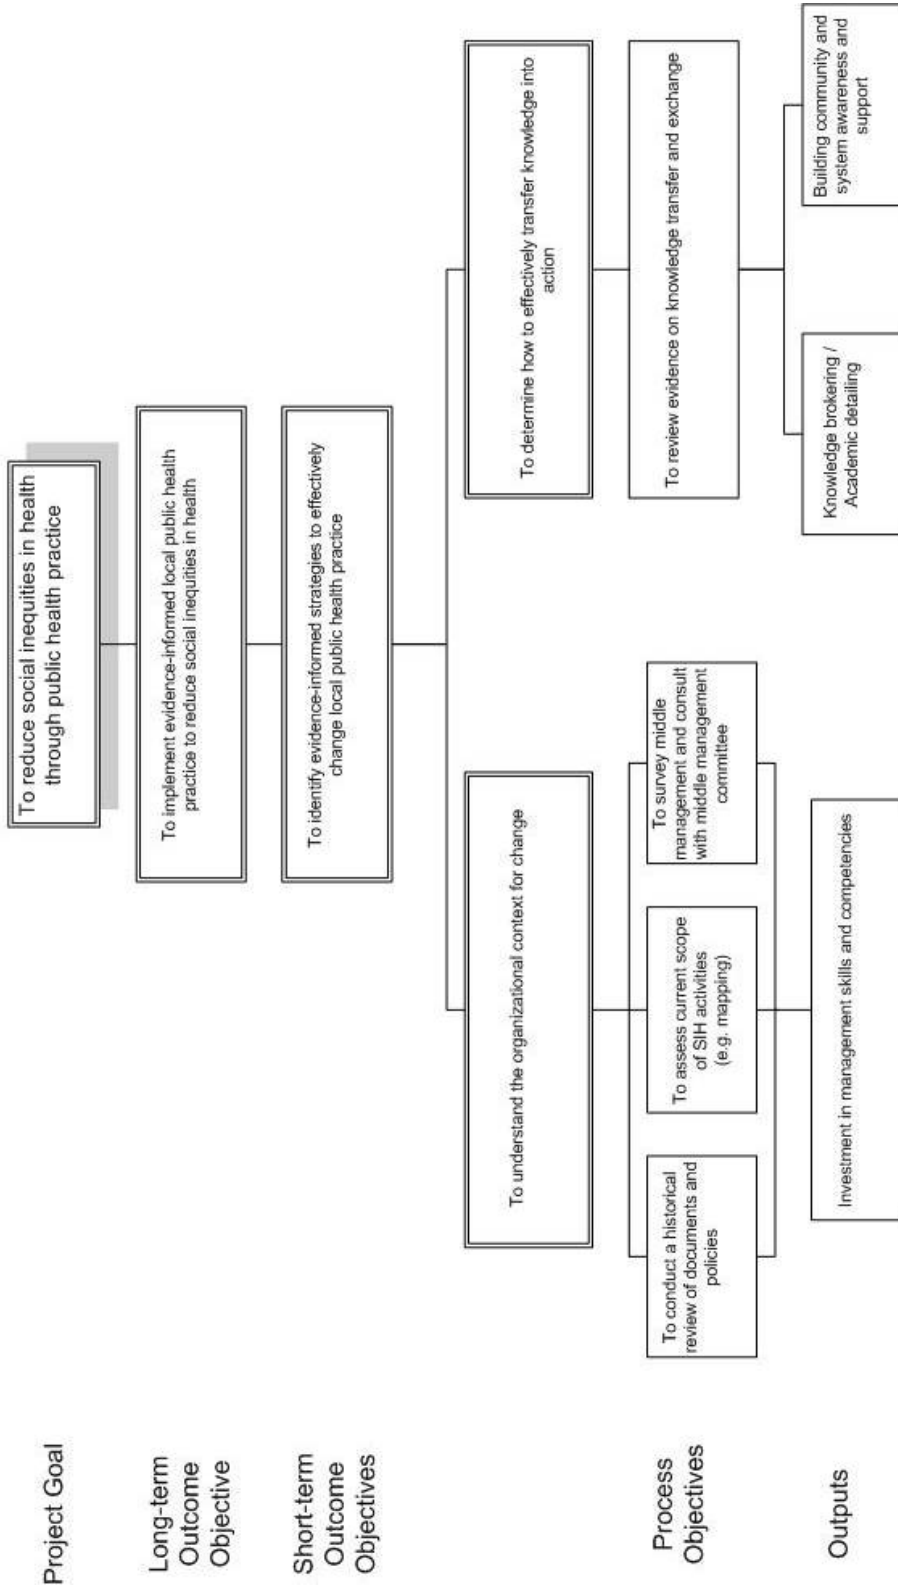 Project Goal
To reduce social inequities in health
through public health practice
Long-term
Outcome
Objective
To implement evidence-informed local public health
practice to reduce social inequities in health
Short-term
Outcome
Objectives
To identify evidence-informed strategies to effectively
change local public health practice
To understand the organizational context for change
To determine how to effectively transfer knowledge into
action
Process
Objectives
To conduct a historical
review of documents and
policies
To assess current scope
of SIH activities
(e.g. mapping)
To survey middle
management and consult
with middle management
committee
To review evidence on knowledge transfer and exchange
Outputs
Investment in management skills and competencies
Knowledge brokering /
Academic detailing
Building community and
system awareness and
support